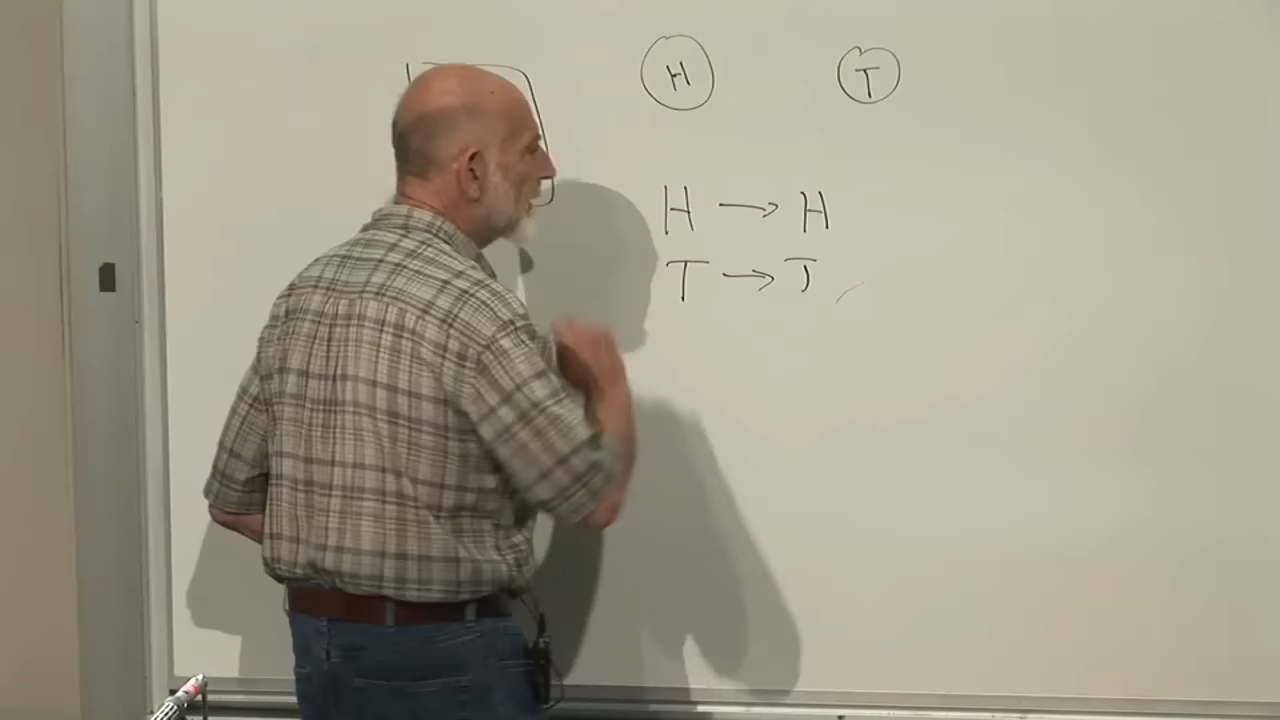 H T
H → H
T → T